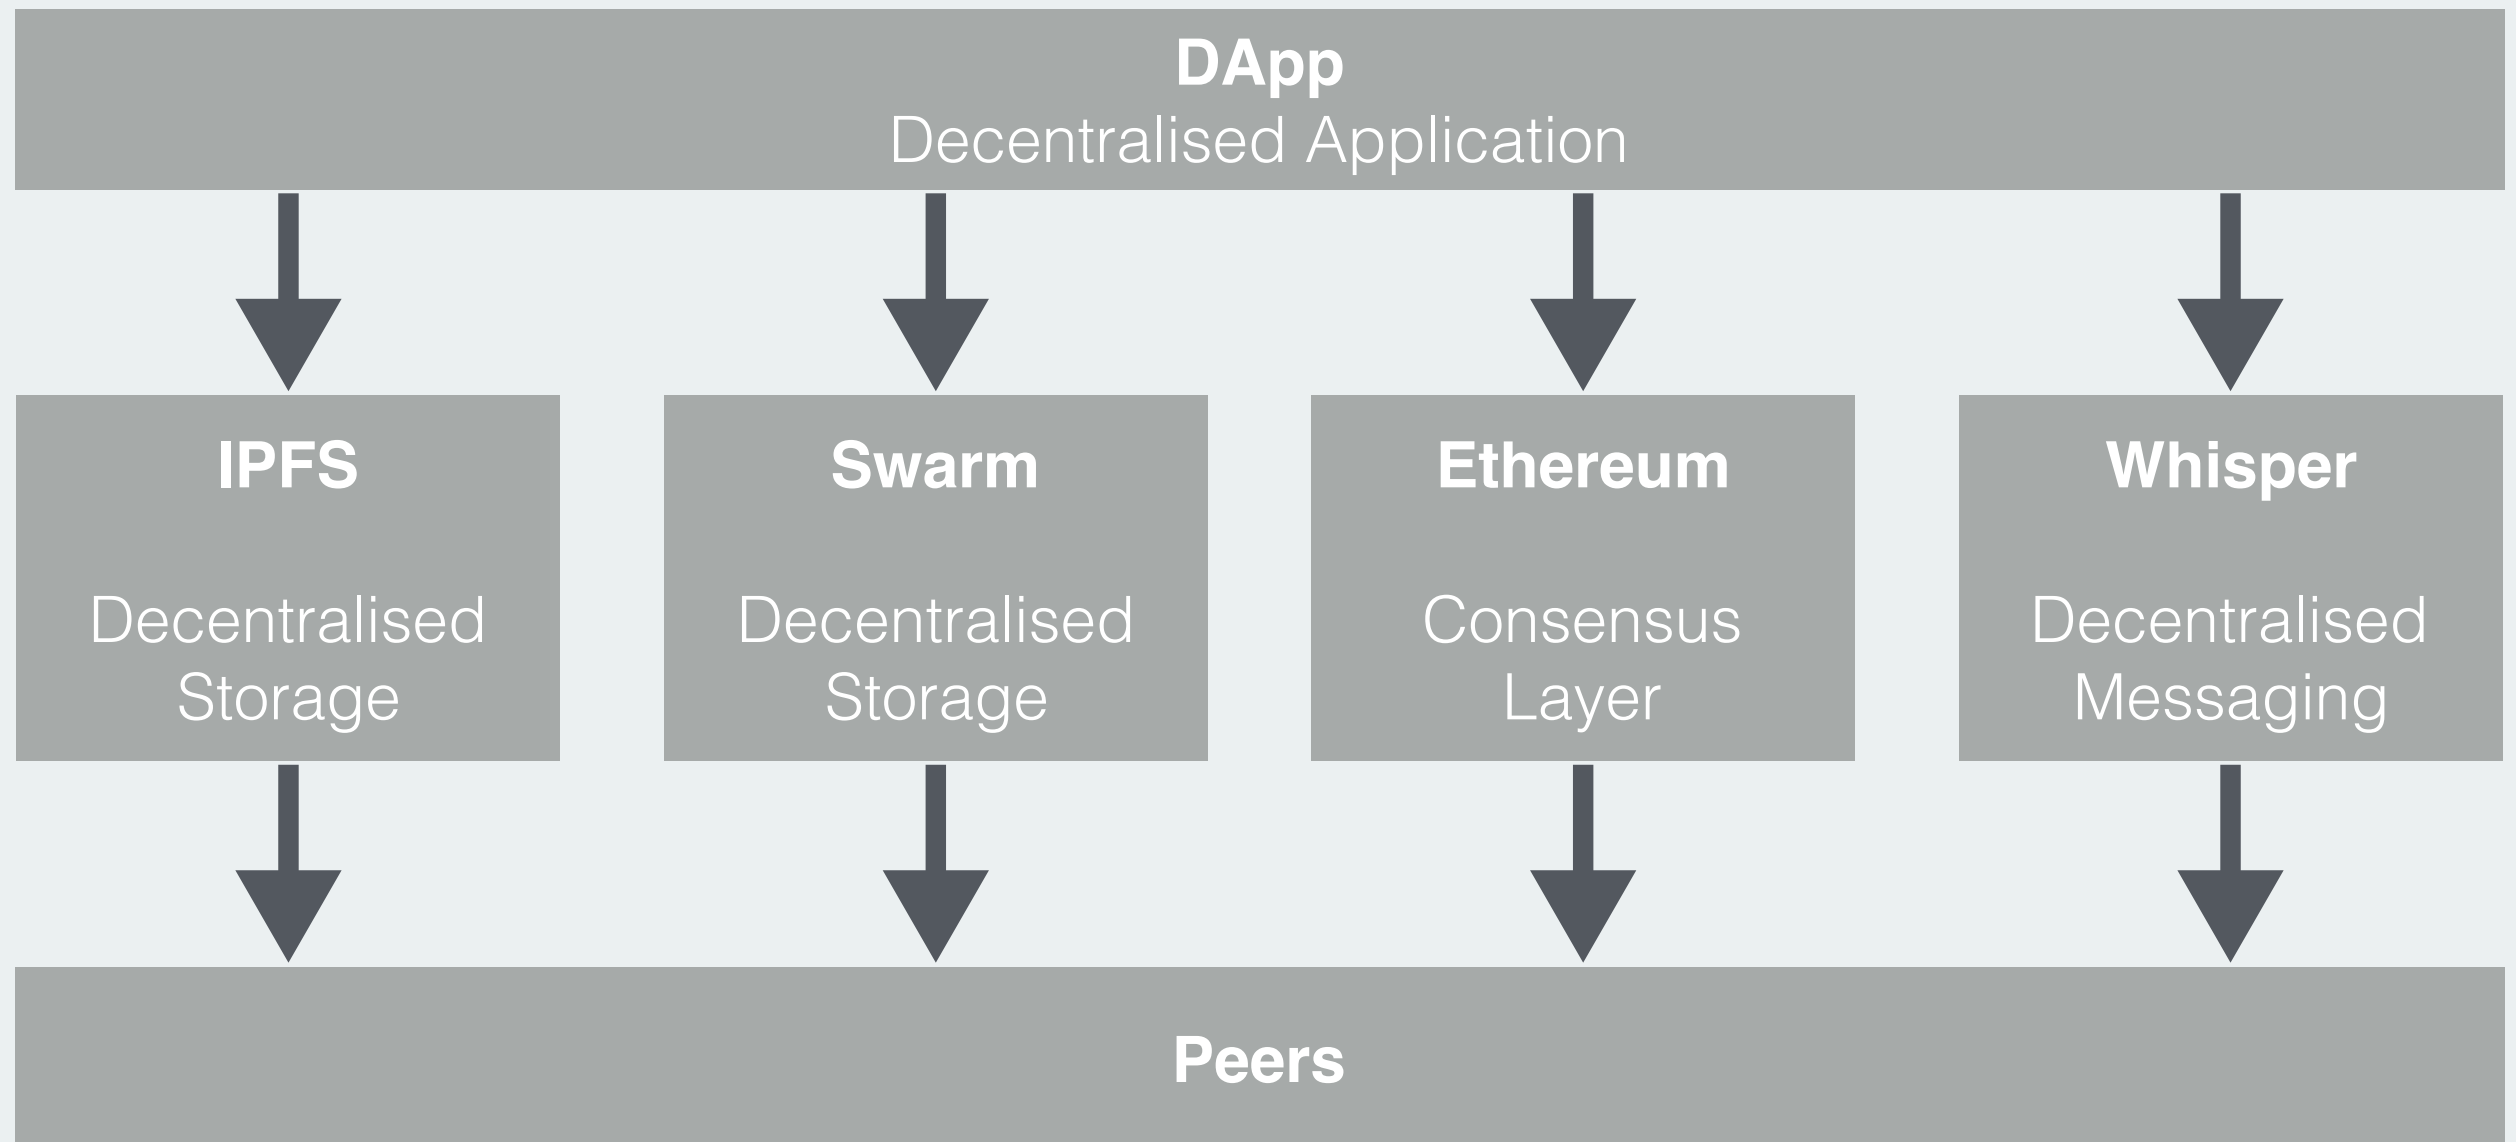 DApp
Decentralised Application
IPFS
Decentralised
Storage
Swarm
Decentralised
Storage
Ethereum
Consensus
Layer
Whisper
Decentralised
Messaging
Peers